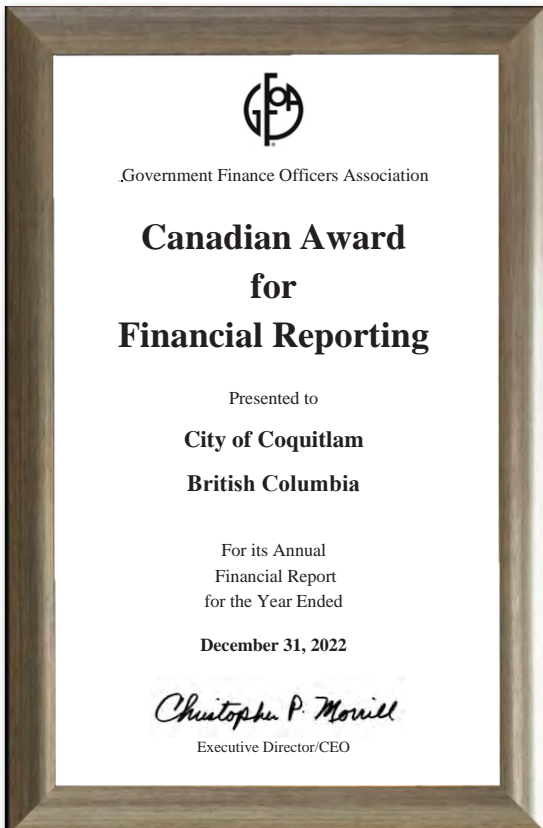 GFOA
.Government Finance Officers Association
Canadian Award
for
Financial Reporting
Presented to
City of Coquitlam
British Columbia
For its Annual
Financial Report
for the Year Ended
December 31, 2022
Christopher P. Morrill
Executive Director/CEO